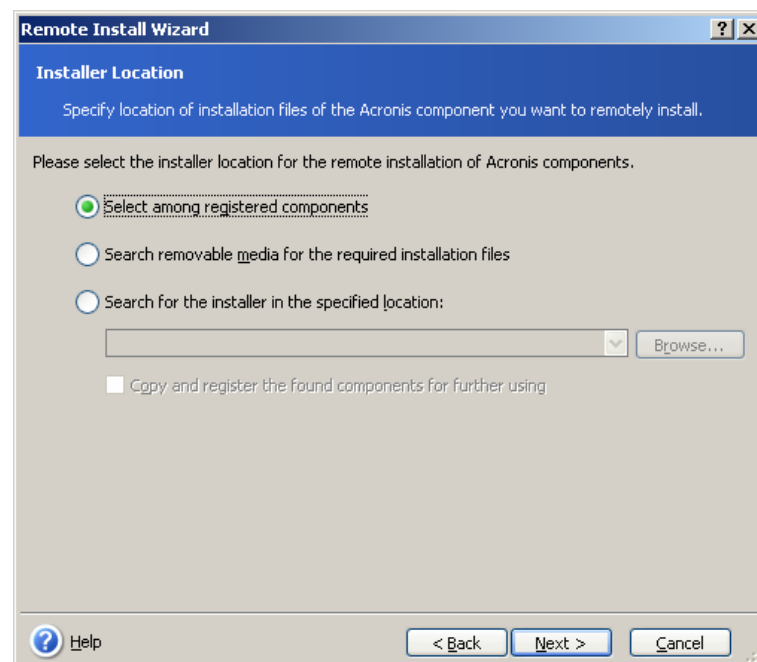 Remote Install Wizard
Installer Location
Specify location of installation files of the Acronis component you want to remotely install.
Please select the installer location for the remote installation of Acronis components.
Select among registered components
Search removable media for the required installation files
Search for the installer in the specified location:
Browse...
Copy and register the found components for further using
Help
< Back
Next >
Cancel